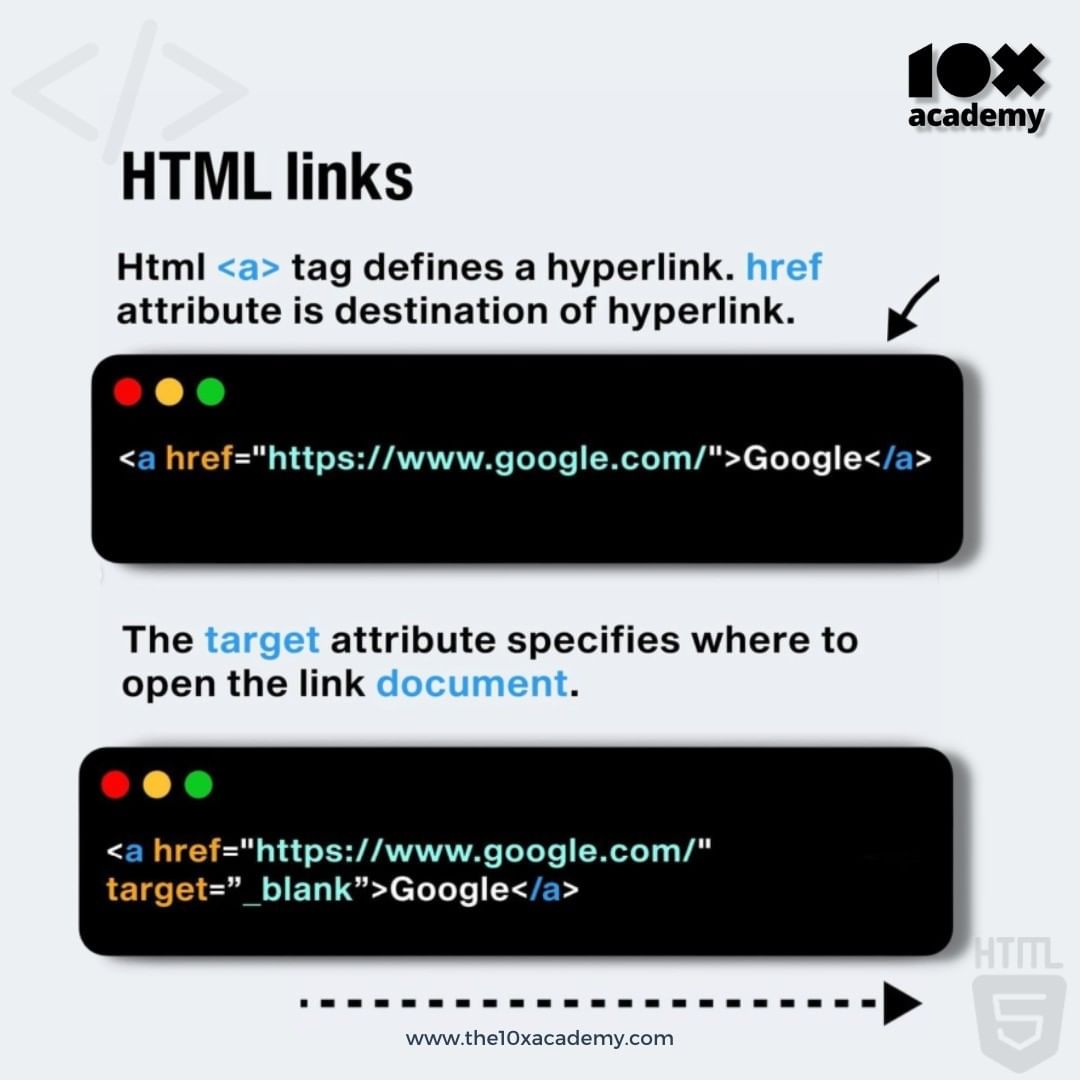 </>
10x
academy
HTML links
Html <a> tag defines a hyperlink. href
attribute is destination of hyperlink.
<a href="https://www.google.com/">Google</a>
The target attribute specifies where to
open the link document.
<a href="https://www.google.com/"
target=”_blank”>Google</a>
HTML
5
www.the10xacademy.com